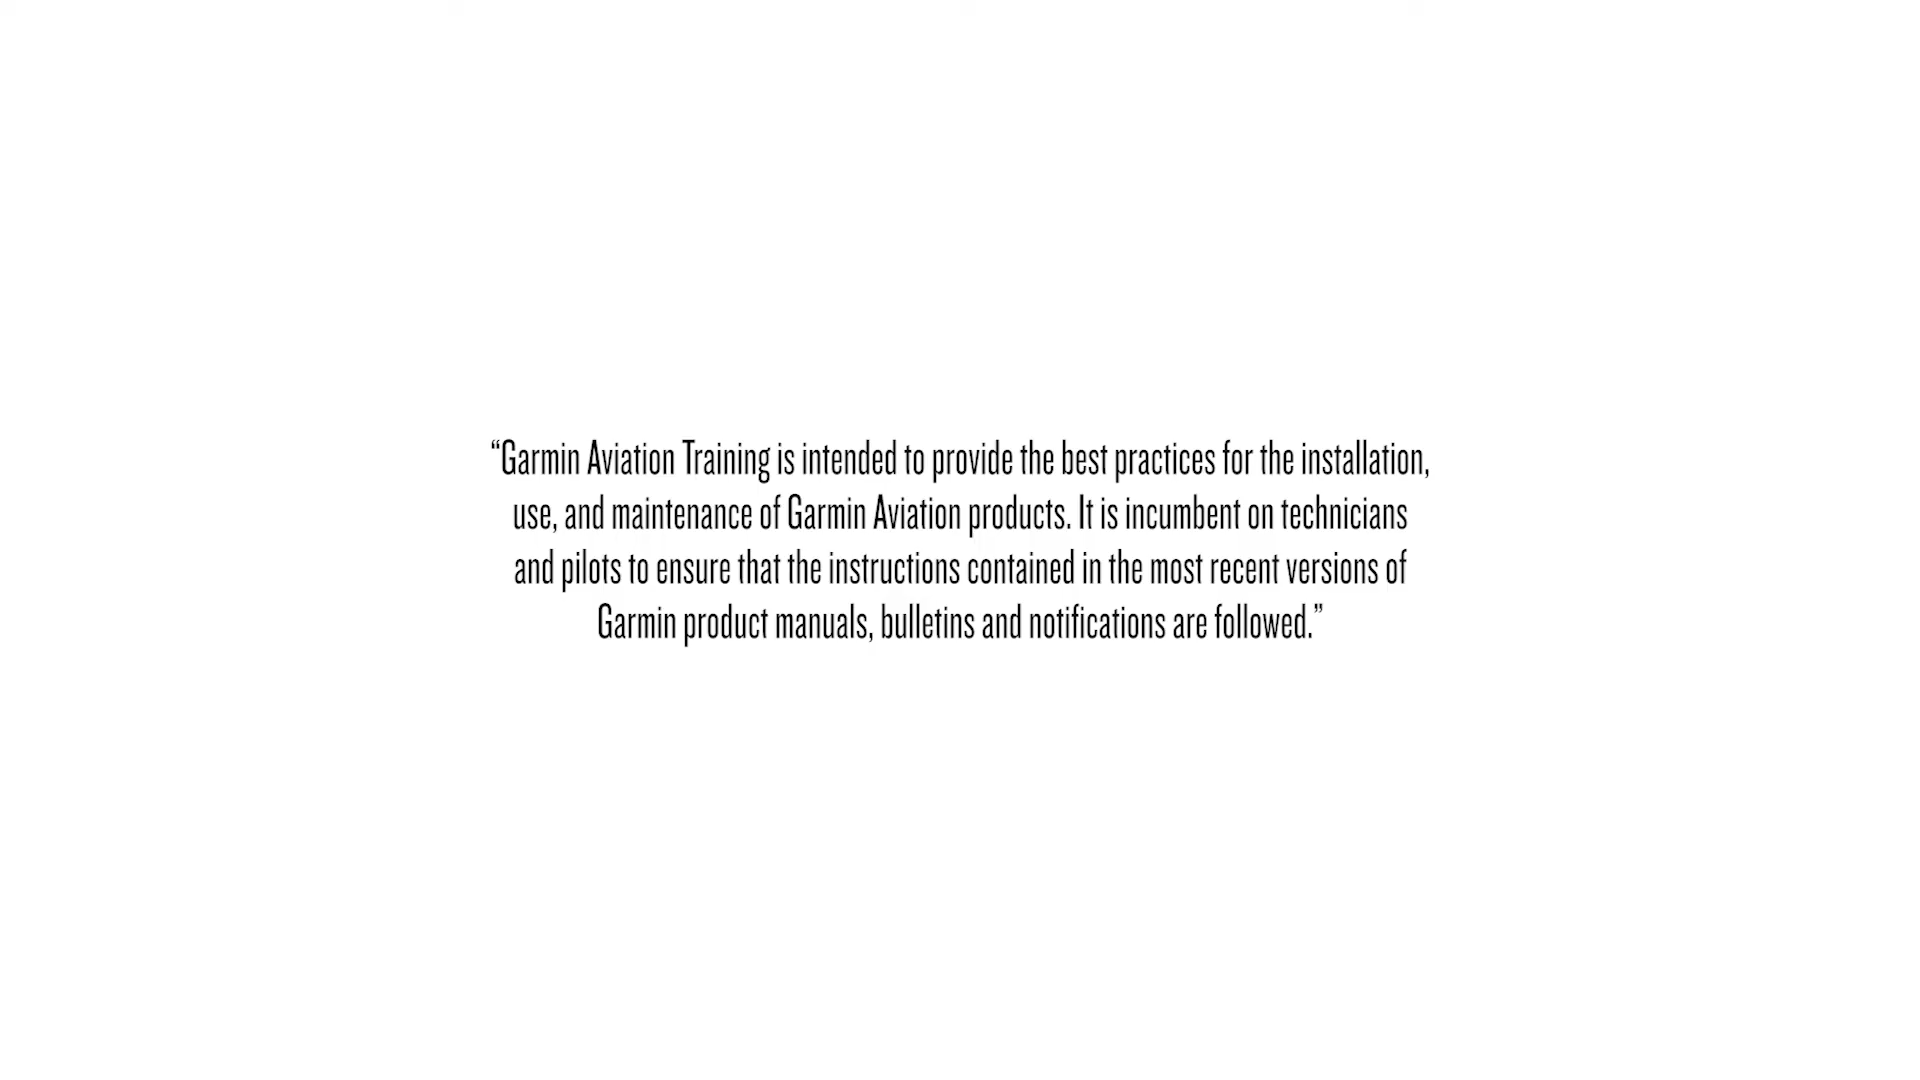 “Garmin Aviation Training is intended to provide the best practices for the installation,
use, and maintenance of Garmin Aviation products. It is incumbent on technicians
and pilots to ensure that the instructions contained in the most recent versions of
Garmin product manuals, bulletins and notifications are followed.”